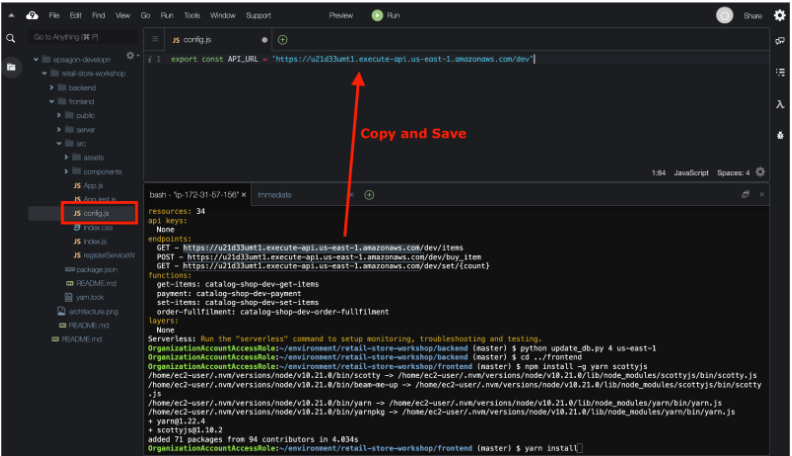 File Edit Find View Go Run Tools Window Support Preview Run Share
Go to Anything (⌘ P)
JS config.js
epsagon-developn
retail-store-workshop
backend
frontend
public
server
src
assets
components
JS App.js
JS App.test.js
JS config.js
index.css
JS index.js
JS registerServiceW
package.json
README.md
yarn.lock
architecture.png
README.md
README.md
i 1 export const API_URL = 'https://u21d33umt1.execute-api.us-east-1.amazonaws.com/dev'
Copy and Save
1:84 JavaScript Spaces: 4
bash - "ip-172-31-57-156" × Immediate ×
resources: 34
api keys:
None
endpoints:
GET - https://u21d33umt1.execute-api.us-east-1.amazonaws.com/dev/items
POST - https://u21d33umt1.execute-api.us-east-1.amazonaws.com/dev/buy_item
GET - https://u21d33umt1.execute-api.us-east-1.amazonaws.com/dev/set/{count}
functions:
get-items: catalog-shop-dev-get-items
payment: catalog-shop-dev-payment
set-items: catalog-shop-dev-set-items
order-fullfilment: catalog-shop-dev-order-fullfilment
layers:
None
Serverless: Run the "serverless" command to setup monitoring, troubleshooting and testing.
OrganizationAccountAccessRole:~/environment/retail-store-workshop/backend (master) $ python update_db.py 4 us-east-1
OrganizationAccountAccessRole:~/environment/retail-store-workshop/backend (master) $ cd ../frontend
OrganizationAccountAccessRole:~/environment/retail-store-workshop/frontend (master) $ npm install -g yarn scottyjs
/home/ec2-user/.nvm/versions/node/v10.21.0/bin/scotty -> /home/ec2-user/.nvm/versions/node/v10.21.0/lib/node_modules/scottyjs/bin/scotty.js
/home/ec2-user/.nvm/versions/node/v10.21.0/bin/beam-me-up -> /home/ec2-user/.nvm/versions/node/v10.21.0/lib/node_modules/scottyjs/bin/scotty
.js
/home/ec2-user/.nvm/versions/node/v10.21.0/bin/yarn -> /home/ec2-user/.nvm/versions/node/v10.21.0/lib/node_modules/yarn/bin/yarn.js
/home/ec2-user/.nvm/versions/node/v10.21.0/bin/yarnpkg -> /home/ec2-user/.nvm/versions/node/v10.21.0/lib/node_modules/yarn/bin/yarn.js
+ yarn@1.22.4
+ scottyjs@1.10.2
added 71 packages from 94 contributors in 4.034s
OrganizationAccountAccessRole:~/environment/retail-store-workshop/frontend (master) $ yarn install